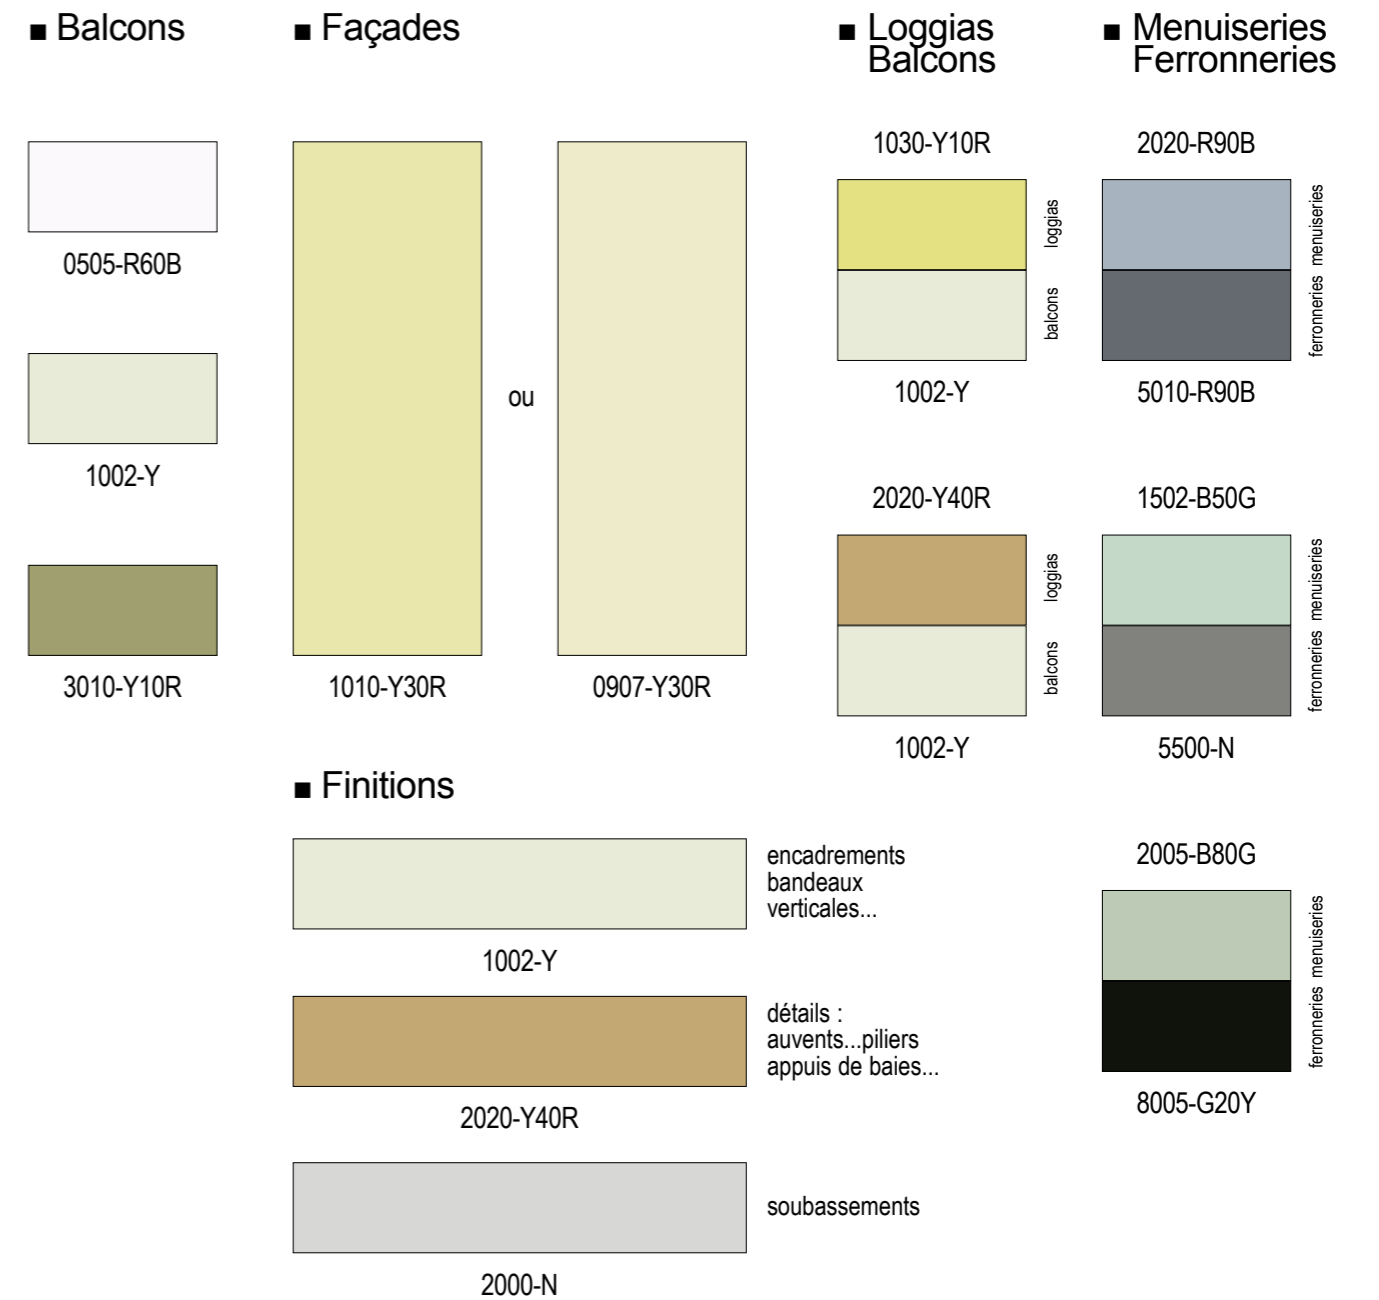 ■ Balcons
0505-R60B
1002-Y
3010-Y10R
■ Façades
1010-Y30R
ou
0907-Y30R
■ Loggias
Balcons
1030-Y10R
loggias
balcons
1002-Y
2020-Y40R
loggias
balcons
1002-Y
■ Menuiseries
Ferronneries
2020-R90B
menuiseries
ferronneries
5010-R90B
1502-B50G
menuiseries
ferronneries
5500-N
2005-B80G
menuiseries
ferronneries
8005-G20Y
■ Finitions
encadrements
bandeaux
verticales...
1002-Y
détails :
auvents...piliers
appuis de baies...
2020-Y40R
soubassements
2000-N